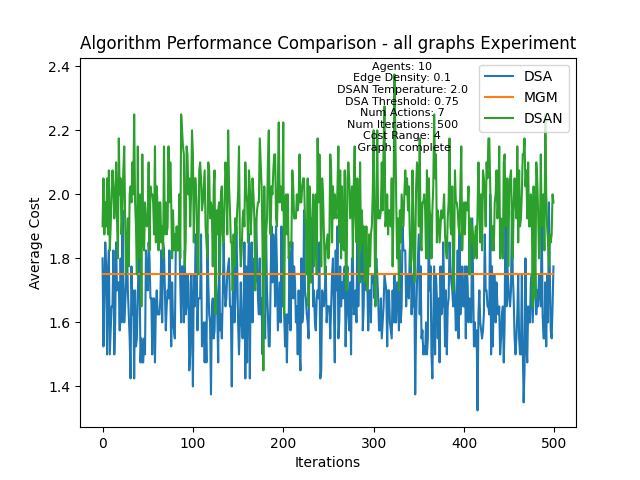 Algorithm Performance Comparison - all graphs Experiment
Agents: 10
Edge Density: 0.1
DSAN Temperature: 2.0
DSA Threshold: 0.75
Num Actions: 7
Num Iterations: 500
Cost Range: 4
Graph: complete
DSA
MGM
DSAN
Average Cost
2.4
2.2
2.0
1.8
1.6
1.4
0
100
200
300
400
500
Iterations